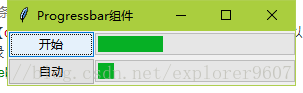 Progressbar组件
开始
自动
http://blog.csdn.net/explorer9607